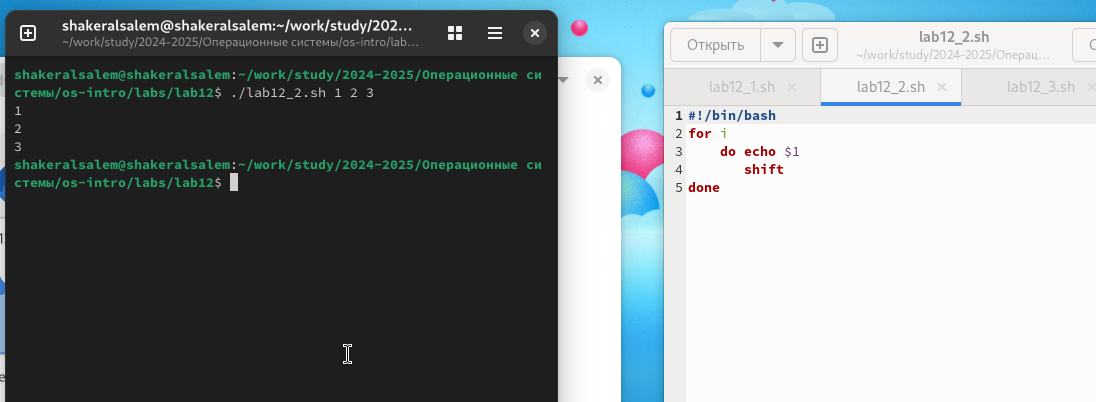 shakeralsalem@shakeralsalem:~/work/study/202…
~/work/study/2024-2025/Операционные системы/os-intro/lab…
shakeralsalem@shakeralsalem:~/work/study/2024-2025/Операционные си
стемы/os-intro/labs/lab12$ ./lab12_2.sh 1 2 3
1
2
3
shakeralsalem@shakeralsalem:~/work/study/2024-2025/Операционные си
стемы/os-intro/labs/lab12$
Открыть
lab12_2.sh
~/work/study/2024-2025/Операц…
lab12_1.sh
lab12_2.sh
lab12_3.sh
1 #!/bin/bash
2 for i
3     do echo $1
4        shift
5 done